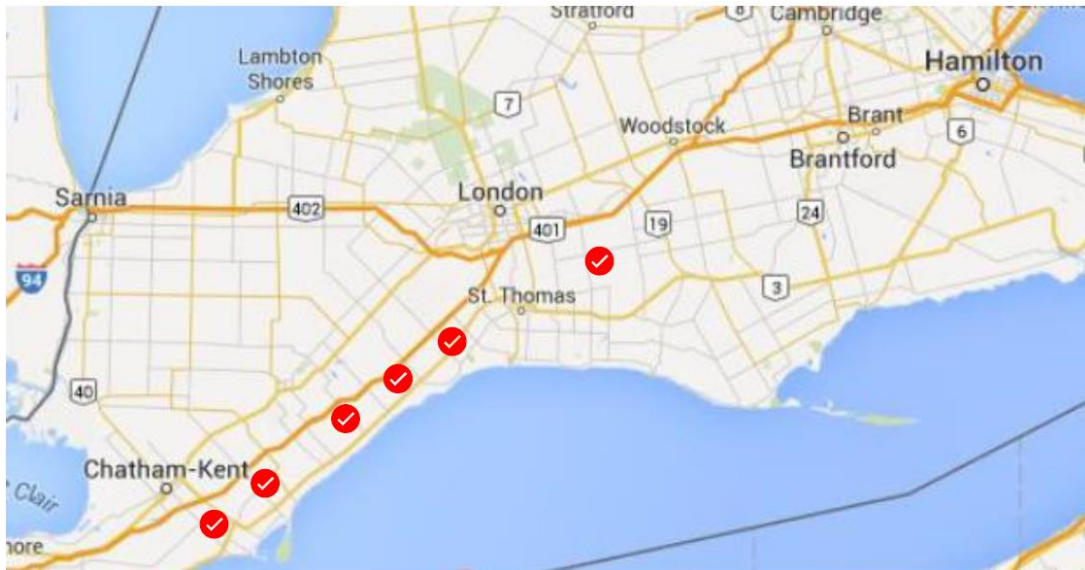 Stratford
8
Cambridge
Lambton
Shores
Hamilton
7
Woodstock
Brant
6
Brantford
Sarnia
London
402
401
19
24
94
3
St. Thomas
40
Chatham-Kent
Clair